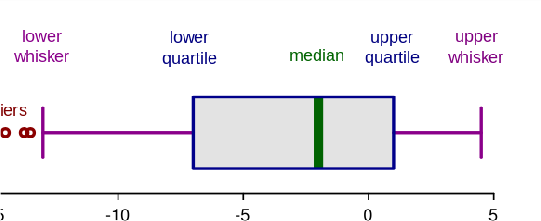 lower
whisker
lower
quartile
median
upper
quartile
upper
whisker
iers
-10
-5
0
5